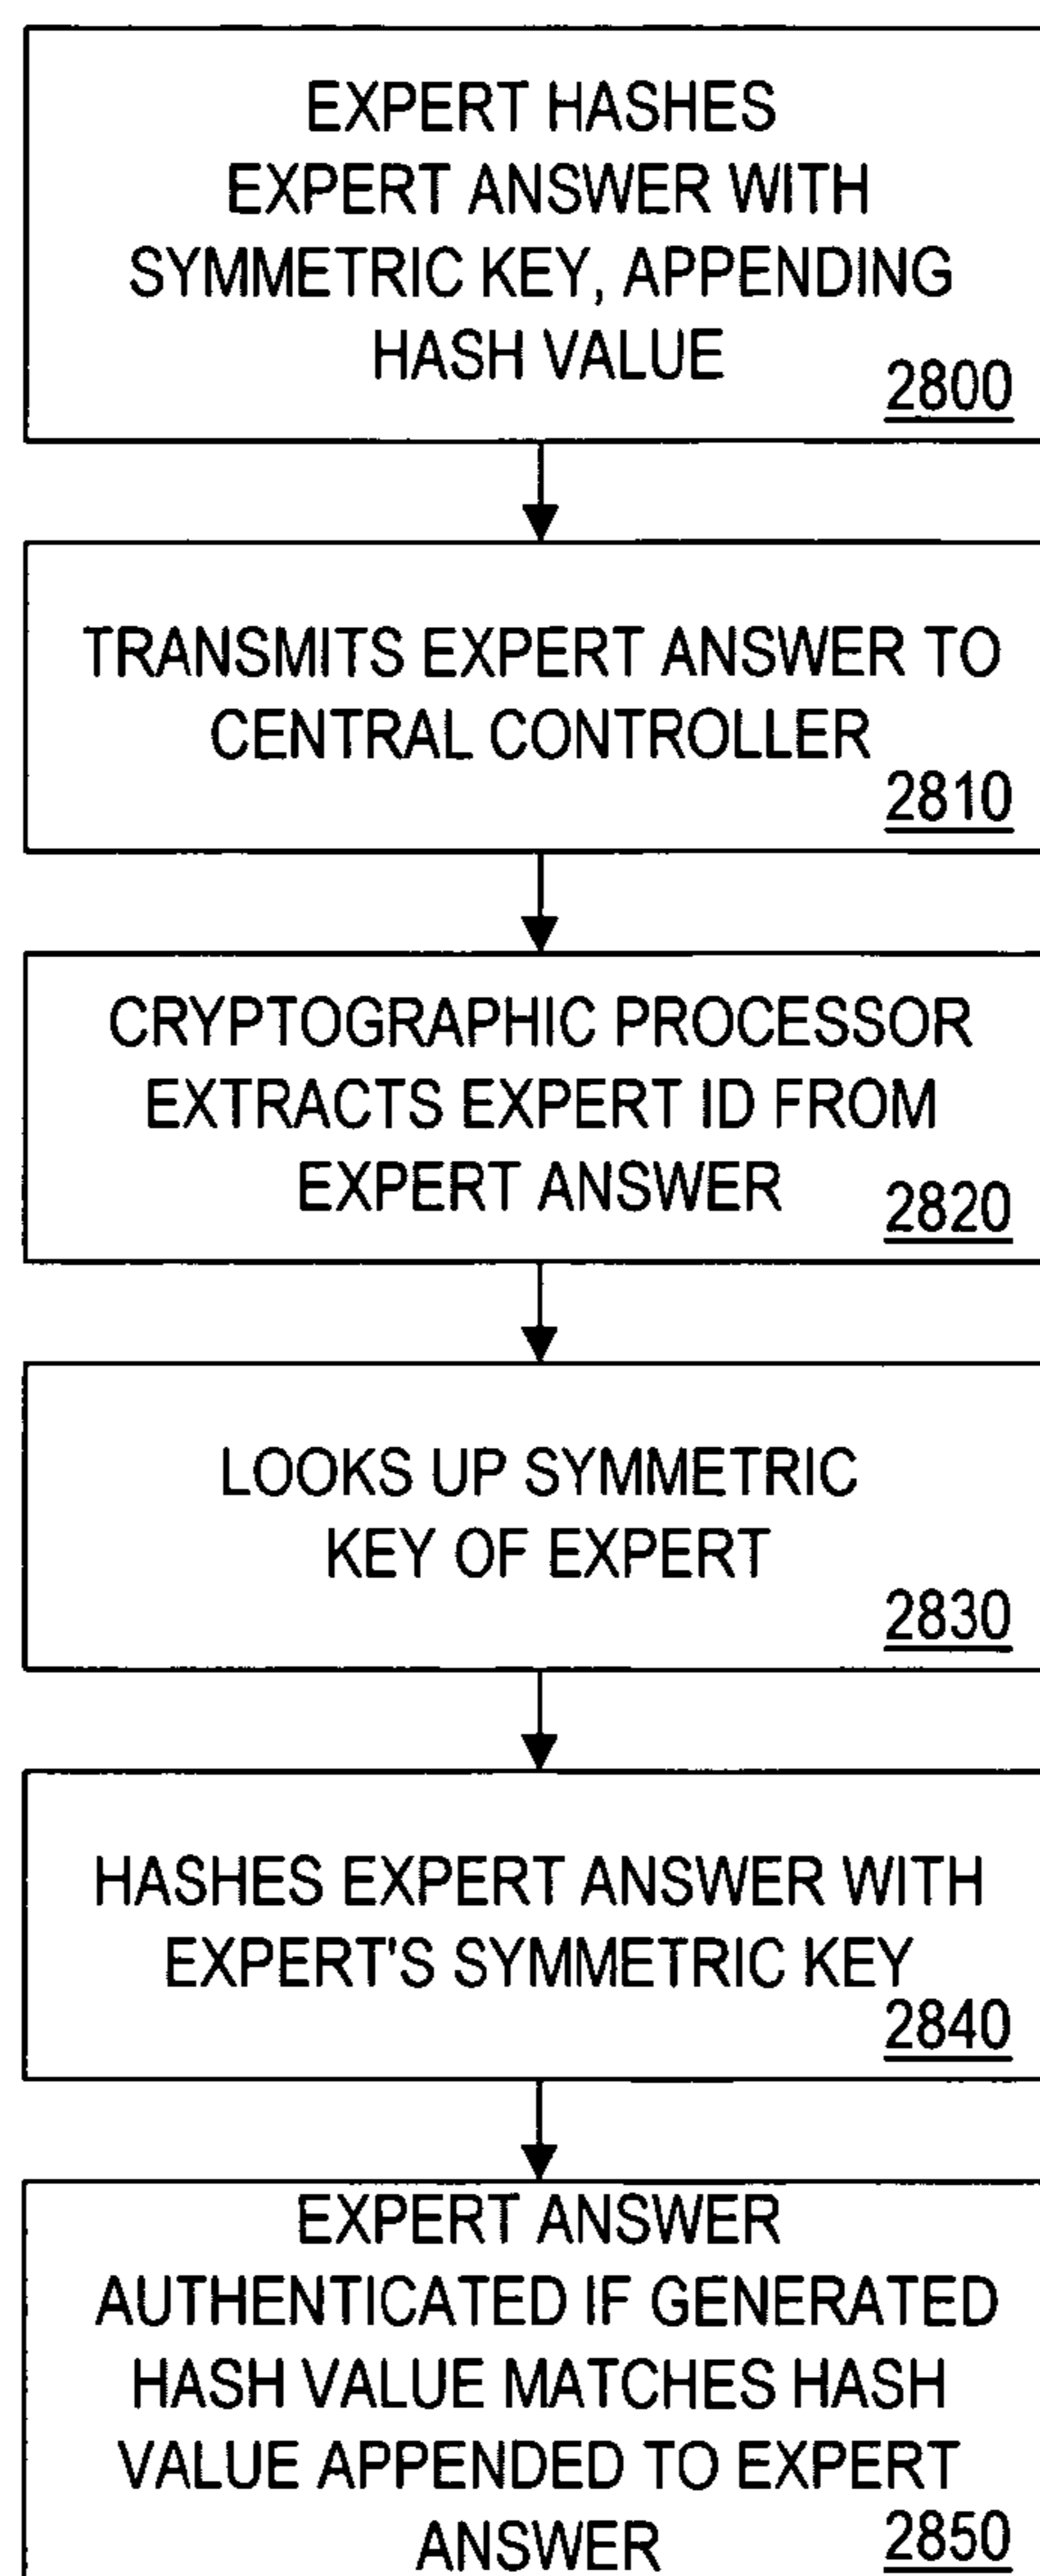 EXPERT HASHES
EXPERT ANSWER WITH
SYMMETRIC KEY, APPENDING
HASH VALUE
2800
TRANSMITS EXPERT ANSWER TO
CENTRAL CONTROLLER
2810
CRYPTOGRAPHIC PROCESSOR
EXTRACTS EXPERT ID FROM
EXPERT ANSWER
2820
LOOKS UP SYMMETRIC
KEY OF EXPERT
2830
HASHES EXPERT ANSWER WITH
EXPERT'S SYMMETRIC KEY
2840
EXPERT ANSWER
AUTHENTICATED IF GENERATED
HASH VALUE MATCHES HASH
VALUE APPENDED TO EXPERT
ANSWER
2850